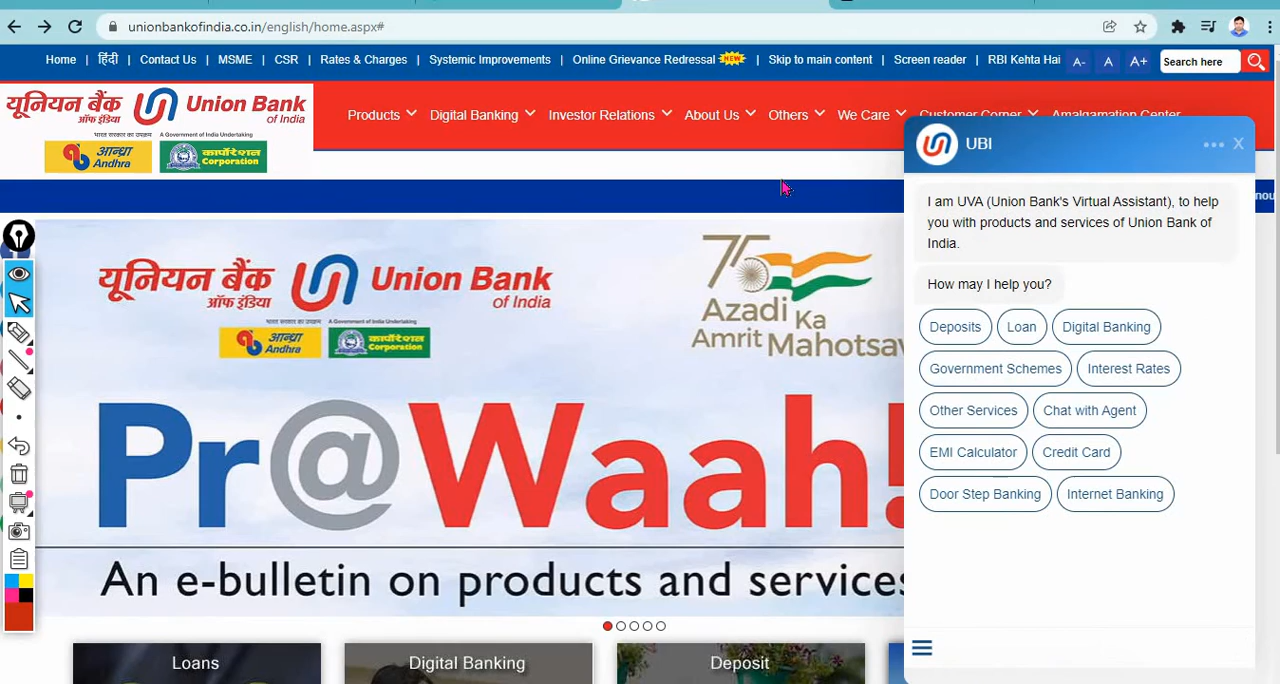 unionbankofindia.co.in/english/home.aspx#
Home | हिंदी | Contact Us | MSME | CSR | Rates & Charges | Systemic Improvements | Online Grievance Redressal NEW | Skip to main content | Screen reader | RBI Kehta Hai A- A A+ Search here
यूनियन बैंक Union Bank
ऑफ इंडिया of India
भारत सरकार का उपक्रम A Government of India Undertaking
आन्ध्रा Andhra कार्पोरेशन Corporation
Products Digital Banking Investor Relations About Us Others We Care Customer Corner Amalgamation Center
UBI
I am UVA (Union Bank's Virtual Assistant), to help
you with products and services of Union Bank of
India.
How may I help you?
Deposits Loan Digital Banking
Government Schemes Interest Rates
Other Services Chat with Agent
EMI Calculator Credit Card
Door Step Banking Internet Banking
यूनियन बैंक Union Bank
ऑफ इंडिया of India
भारत सरकार का उपक्रम A Government of India Undertaking
आन्ध्रा Andhra कार्पोरेशन Corporation
75
Azadi Ka
Amrit Mahotsav
Pr@Waah!
An e-bulletin on products and services
Loans Digital Banking Deposit